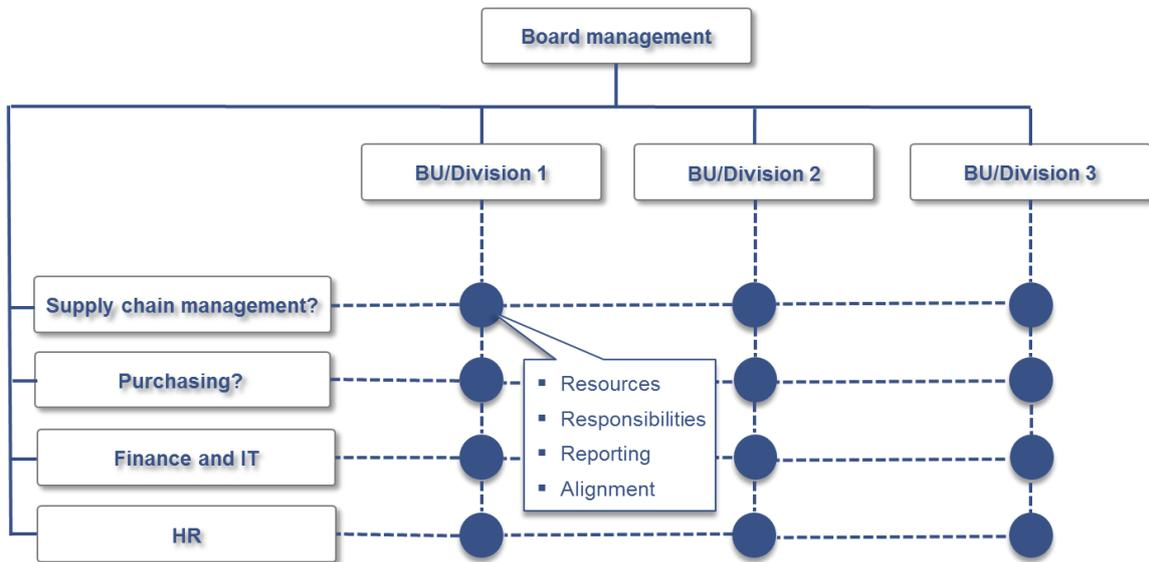 Board management
BU/Division 1
BU/Division 2
BU/Division 3
Supply chain management?
Purchasing?
Finance and IT
HR
Resources
Responsibilities
Reporting
Alignment